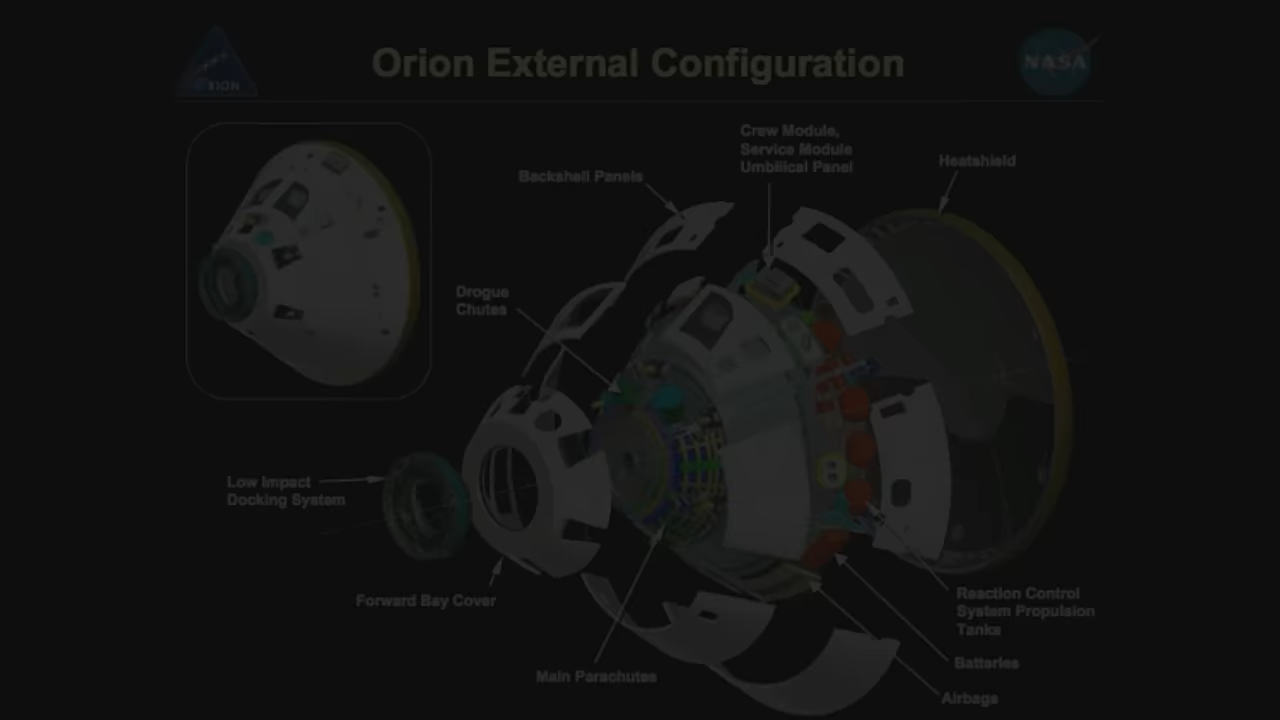 Orion External Configuration
NASA
Crew Module,
Service Module
Umbilical Panel
Heatshield
Backshell Panels
Drogue
Chutes
Low Impact
Docking System
Forward Bay Cover
Reaction Control
System Propulsion
Tanks
Main Parachutes
Batteries
Airbags